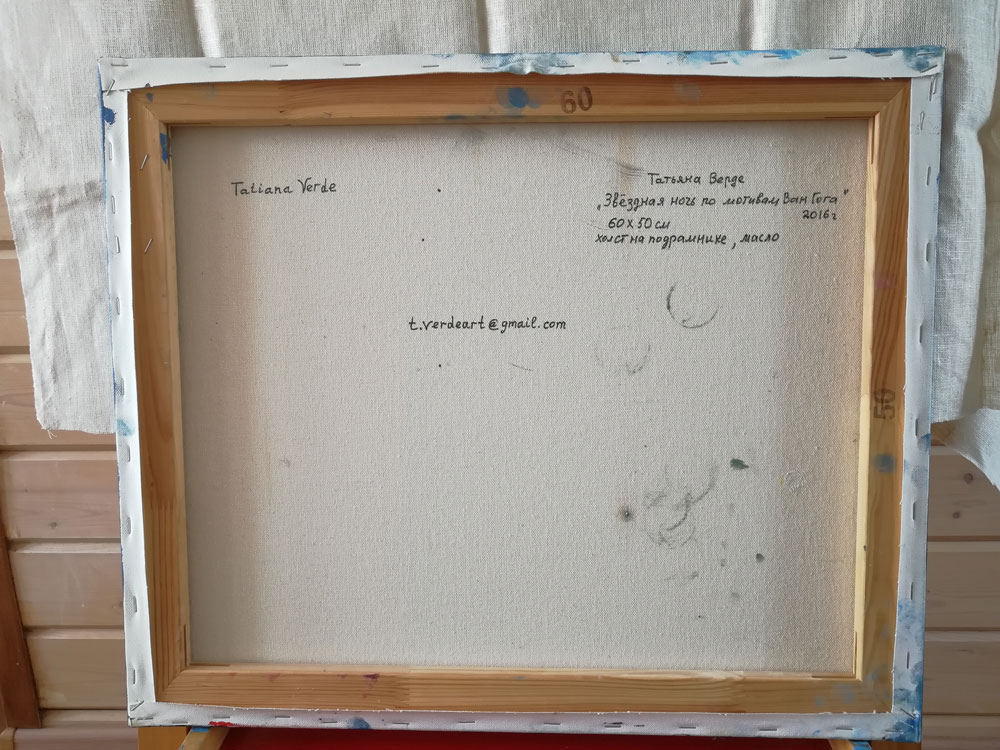 60
Tatiana Verde
Татьяна Верде
„Звёздная ночь по мотивам Ван Гога"
2016г
60 x 50 см
холст на подрамнике, масло
t.verdeart@gmail.com
50